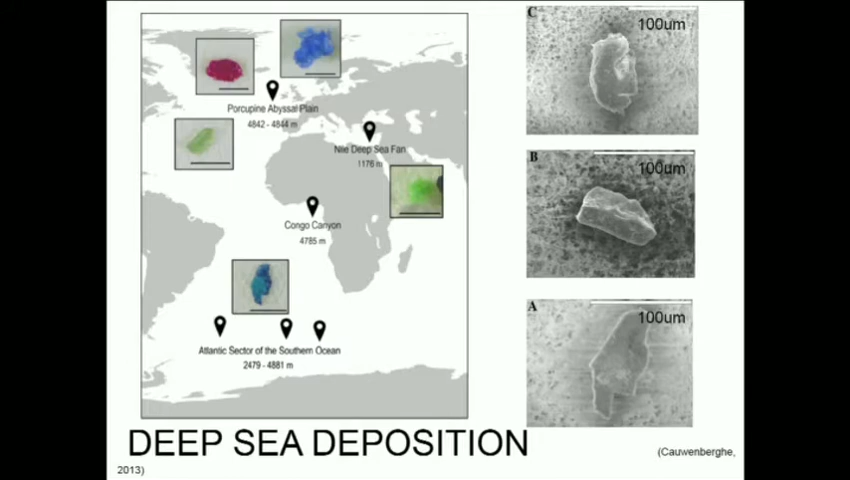 Porcupine Abyssal Plain
4842 - 4844 m
Nile Deep Sea Fan
1176 m
Congo Canyon
4785 m
Atlantic Sector of the Southern Ocean
2479 - 4881 m
C
100um
B
100um
A
100um
DEEP SEA DEPOSITION
(Cauwenberghe,
2013)